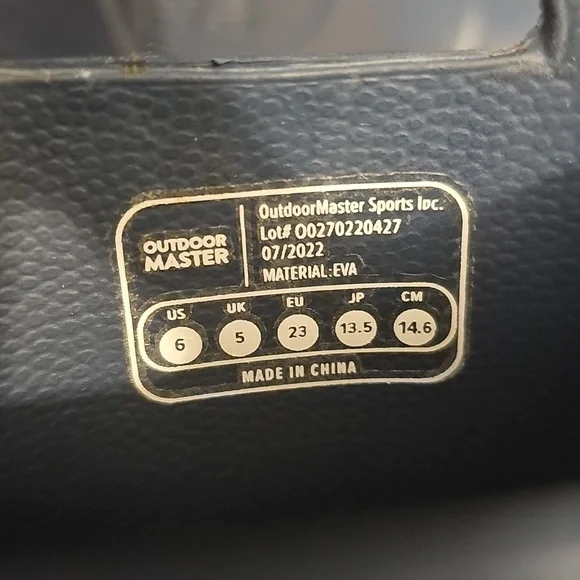 OUTDOOR
MASTER
OutdoorMaster Sports Inc.
Lot# OO270220427
07/2022
MATERIAL:EVA
US UK EU JP CM
6 5 23 13.5 14.6
MADE IN CHINA